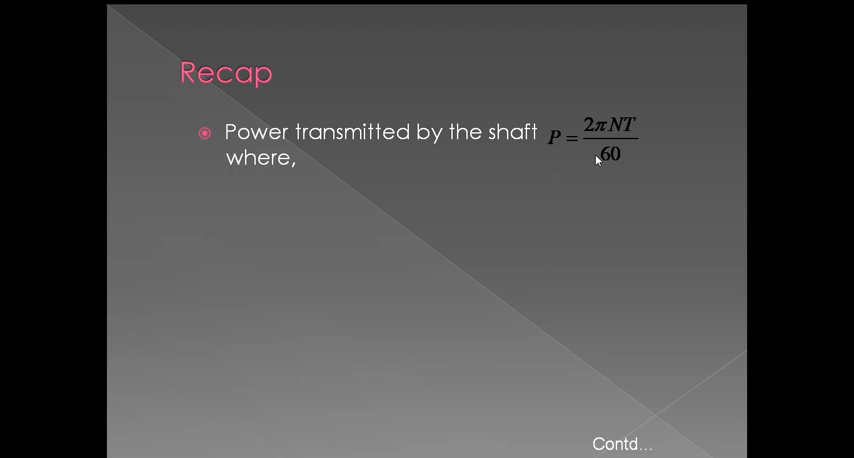 Recap
Power transmitted by the shaft P = 2πNT / 60
where,
Contd...